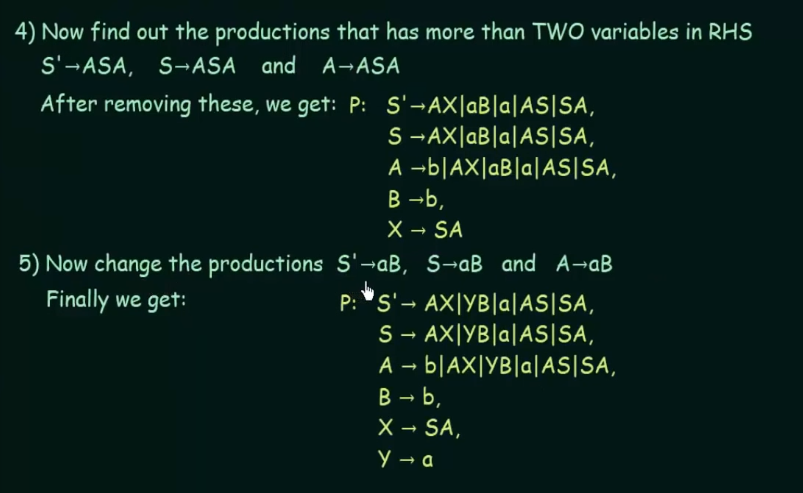 4) Now find out the productions that has more than TWO variables in RHS
S'→ASA, S→ASA and A→ASA
After removing these, we get: P: S'→AX|aB|a|AS|SA,
S →AX|aB|a|AS|SA,
A →b|AX|aB|a|AS|SA,
B →b,
X → SA
5) Now change the productions S'→aB, S→aB and A→aB
Finally we get: P: S'→ AX|YB|a|AS|SA,
S → AX|YB|a|AS|SA,
A → b|AX|YB|a|AS|SA,
B → b,
X → SA,
Y → a